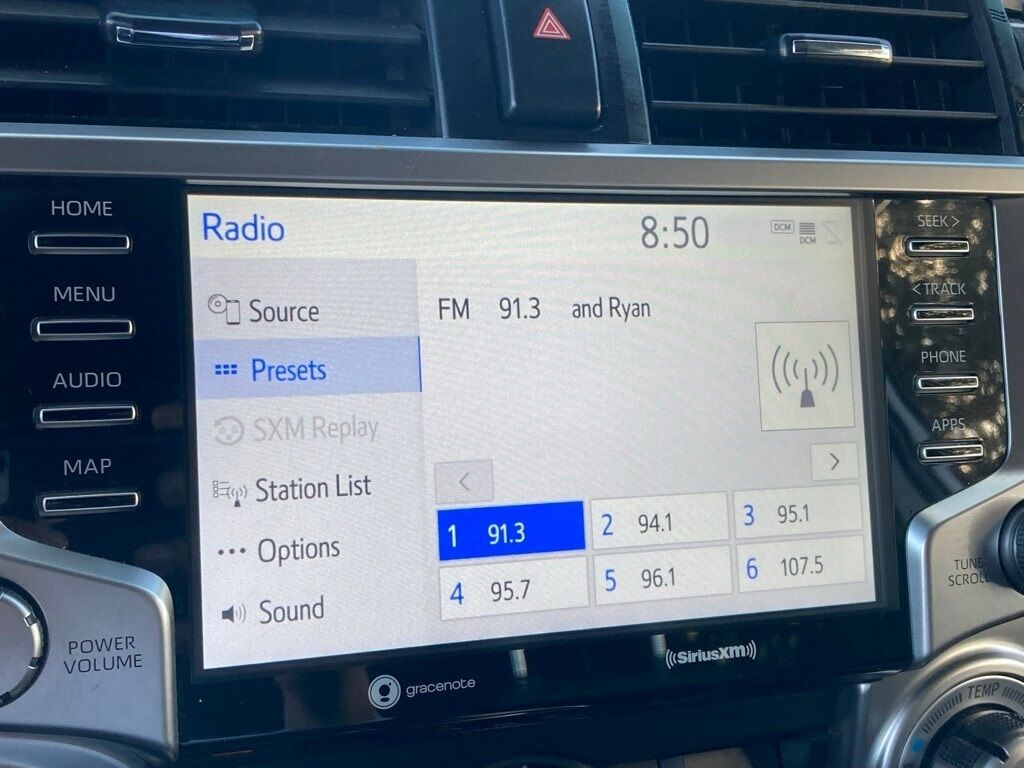 HOME
MENU
AUDIO
MAP
POWER
VOLUME
Radio
8:50
DCM
DCM
Source
Presets
SXM Replay
Station List
Options
Sound
FM 91.3 and Ryan
<
>
1 91.3
2 94.1
3 95.1
4 95.7
5 96.1
6 107.5
gracenote
SiriusXM
SEEK >
< TRACK
PHONE
APPS
TUNE
SCROLL
TEMP